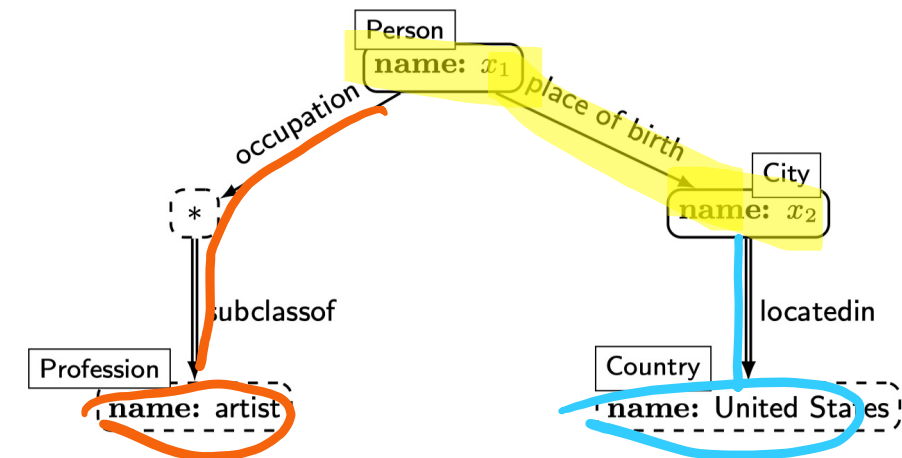 Person
name: x₁
occupation
place of birth
City
*
name: x₂
subclassof
locatedin
Profession
Country
name: artist
name: United States